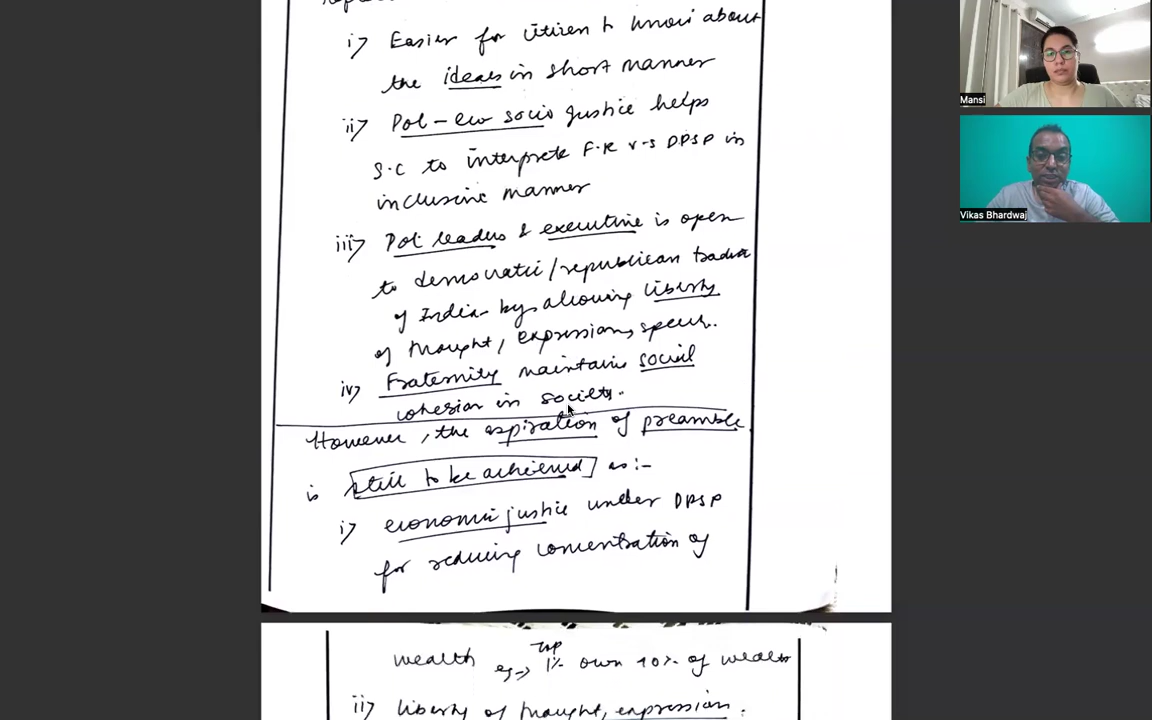 i) Easier for citizen to know about
the ideas in short manner
ii) Pol-eco socio justice helps
S.C to interprete F.R v-s DPSP in
inclusive manner
iii) Pol leaders & executive is open
to democratic/republican
of India by allowing liberty
of thought, expression, speech.
iv) Fraternity maintains social
cohesion in society.
However, the aspiration of preamble
is still to be achieved as:-
i) economic justice under DPSP
for reducing concentration of
wealth eg→ top 1% own 40% of wealth
ii) liberty of thought, expression.
Mansi
Vikas Bhardwaj